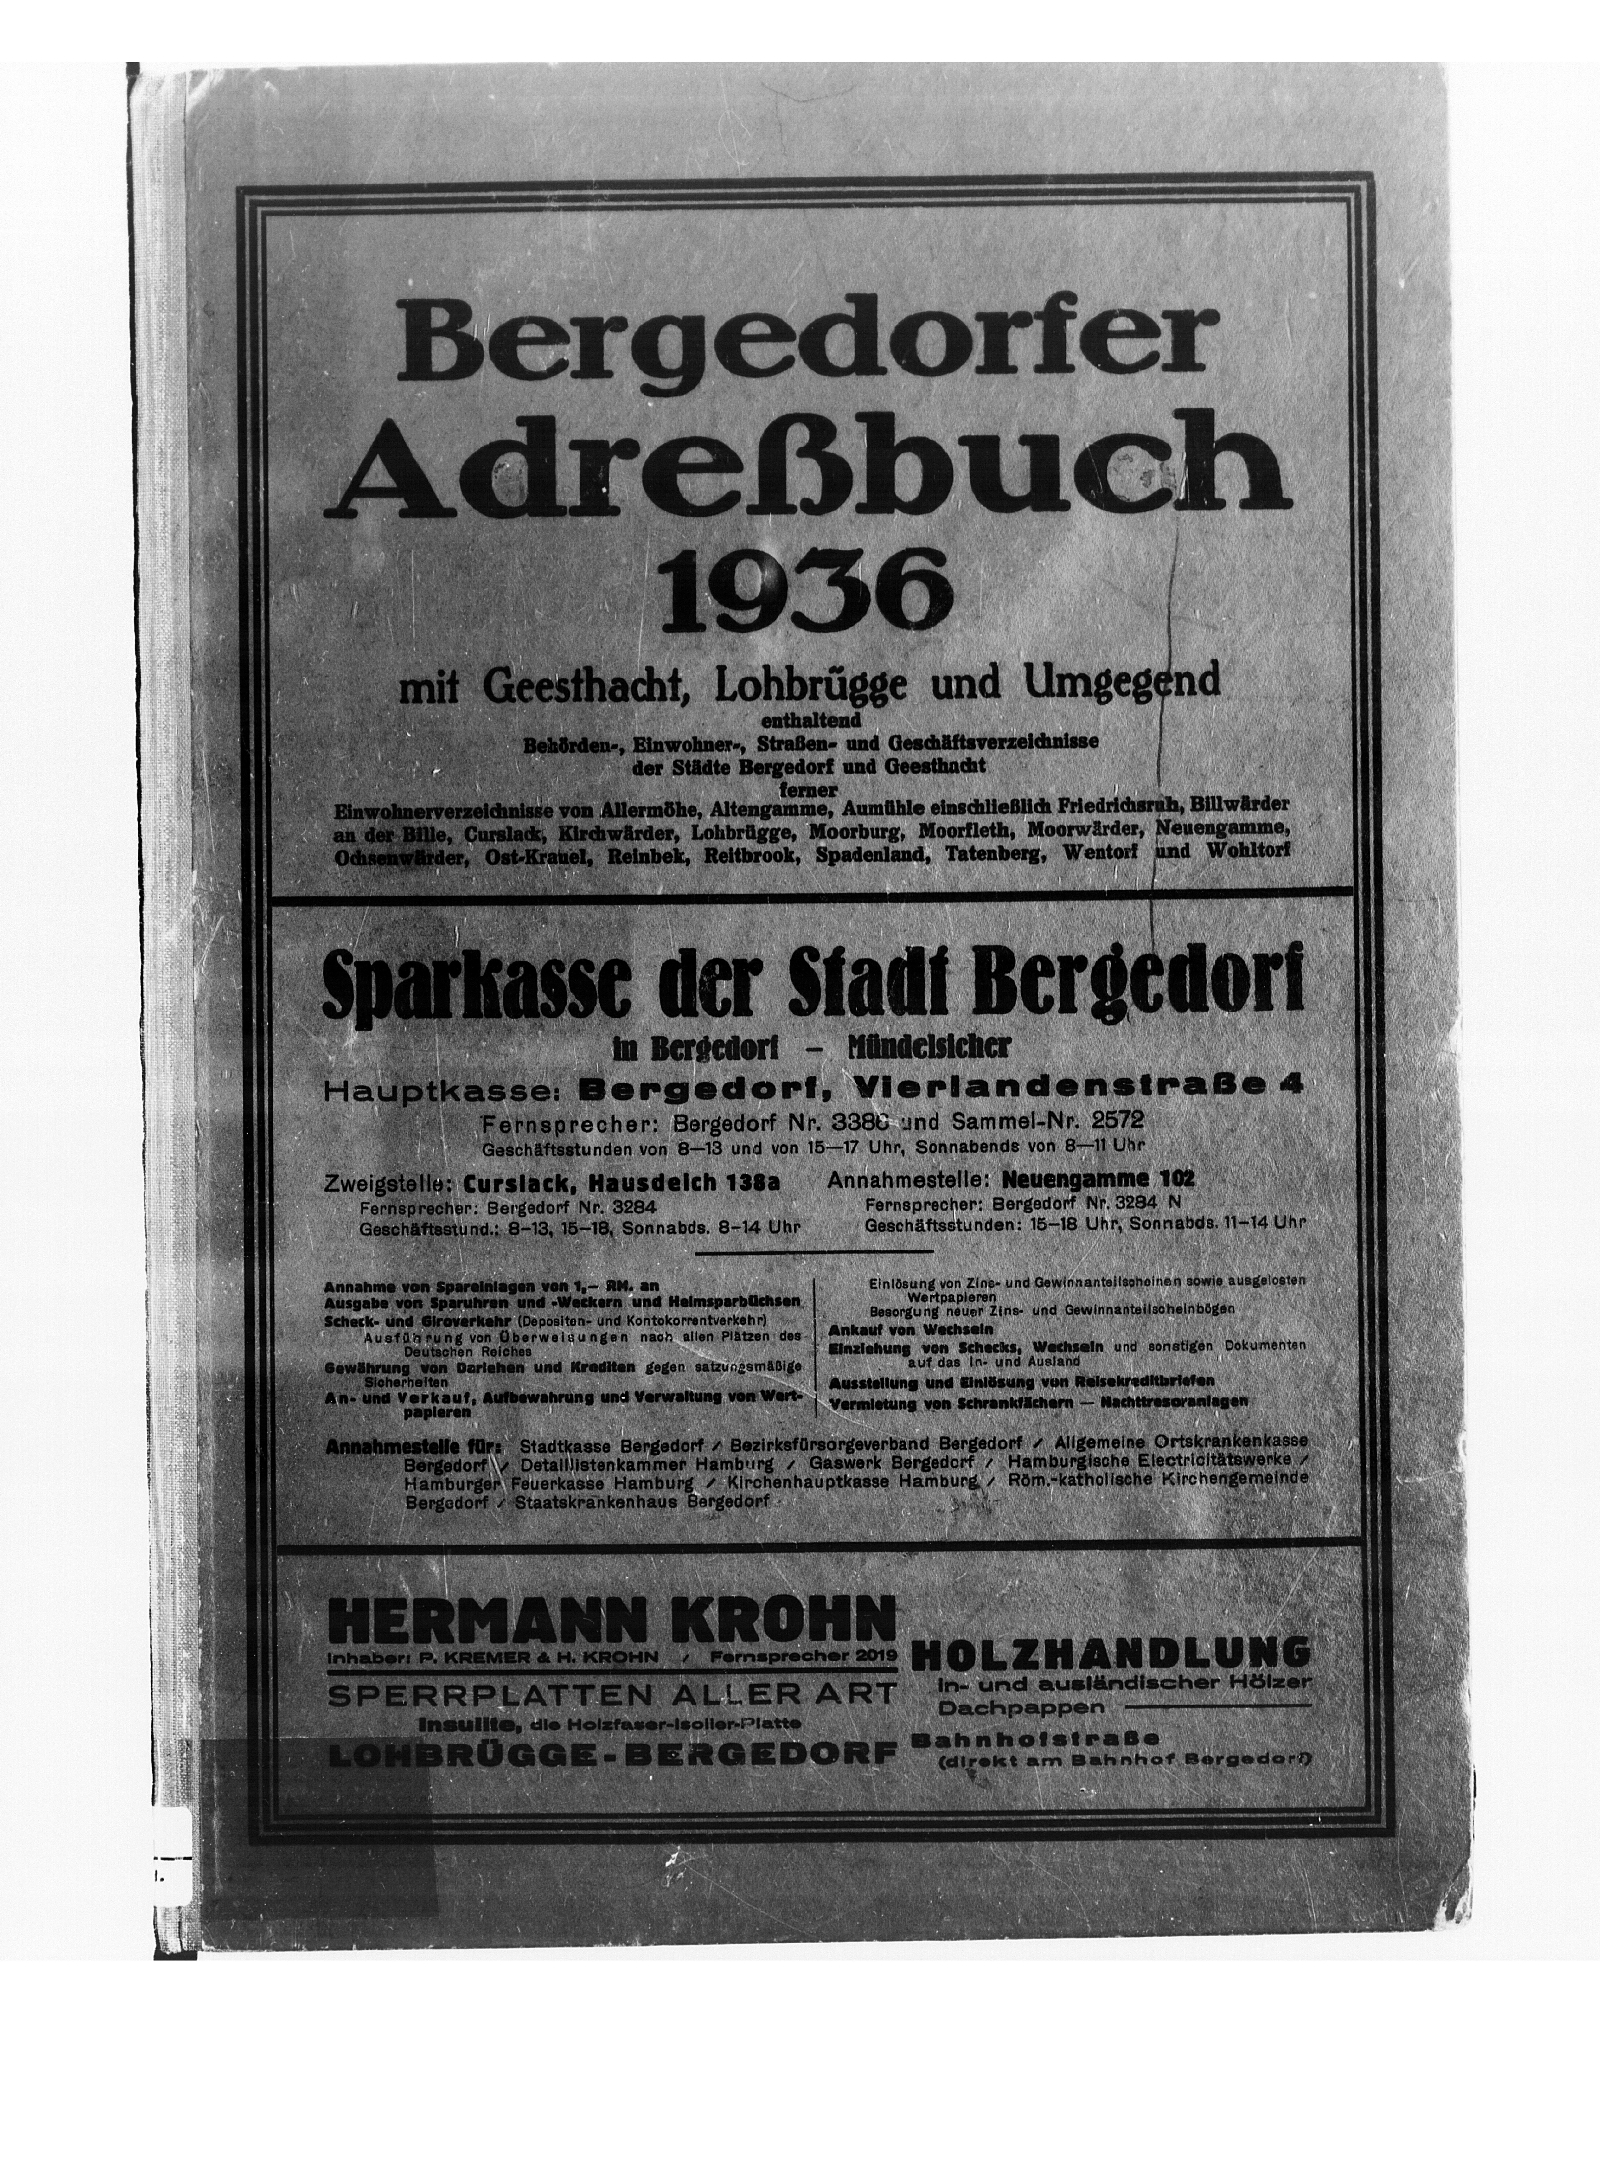 Bergedorfer
Adreßbuch
1936
mit Geesthacht, Lohbrügge und Umgegend
enthaltend
Behörden-, Einwohner-, Straßen- und Geschäftsverzeichnisse
der Städte Bergedorf und Geesthacht
ferner
Einwohnerverzeichnisse von Allermöhe, Altengamme, Aumühle einschließlich Friedrichsruh, Billwärder
an der Bille, Curslack, Kirchwärder, Lohbrügge, Moorburg, Moorfleth, Moorwärder, Neuengamme,
Ochsenwärder, Ost-Krauel, Reinbek, Reitbrook, Spadenland, Tatenberg, Wentorf und Wohltorf
Sparkasse der Stadt Bergedorf
in Bergedorf – Mündelsicher
Hauptkasse: Bergedorf, Vierlandenstraße 4
Fernsprecher: Bergedorf Nr. 3386 und Sammel-Nr. 2572
Geschäftsstunden von 8–13 und von 15–17 Uhr, Sonnabends von 8–11 Uhr
Zweigstelle: Curslack, Hausdeich 138a
Fernsprecher: Bergedorf Nr. 3284
Geschäftsstund.: 8–13, 15–18, Sonnabds. 8–14 Uhr
Annahmestelle: Neuengamme 102
Fernsprecher: Bergedorf Nr. 3284 N
Geschäftsstunden: 15–18 Uhr, Sonnabds. 11–14 Uhr
Annahme von Spareinlagen von 1,– RM. an
Ausgabe von Sparuhren und -Weckern und Heimsparbüchsen
Scheck- und Giroverkehr (Depositen- und Kontokorrentverkehr)
Ausführung von Überweisungen nach allen Plätzen des
Deutschen Reiches
Gewährung von Darlehen und Krediten gegen satzungsmäßige
Sicherheiten
An- und Verkauf, Aufbewahrung und Verwaltung von Wert-
papieren
Einlösung von Zins- und Gewinnanteilscheinen sowie ausgelosten
Wertpapieren
Besorgung neuer Zins- und Gewinnanteilscheinbögen
Ankauf von Wechseln
Einziehung von Schecks, Wechseln und sonstigen Dokumenten
auf das In- und Ausland
Ausstellung und Einlösung von Reisekreditbriefen
Vermietung von Schrankfächern — Nachttresoranlagen
Annahmestelle für: Stadtkasse Bergedorf / Bezirksfürsorgeverband Bergedorf / Allgemeine Ortskrankenkasse
Bergedorf / Detaillistenkammer Hamburg / Gaswerk Bergedorf / Hamburgische Electricitätswerke /
Hamburger Feuerkasse Hamburg / Kirchenhauptkasse Hamburg / Röm.-katholische Kirchengemeinde
Bergedorf / Staatskrankenhaus Bergedorf
HERMANN KROHN
Inhaber: P. KREMER & H. KROHN / Fernsprecher 2019
SPERRPLATTEN ALLER ART
Insulite, die Holzfaser-Isolier-Platte
LOHBRÜGGE-BERGEDORF
HOLZHANDLUNG
in- und ausländischer Hölzer
Dachpappen
Bahnhofstraße
(direkt am Bahnhof Bergedorf)